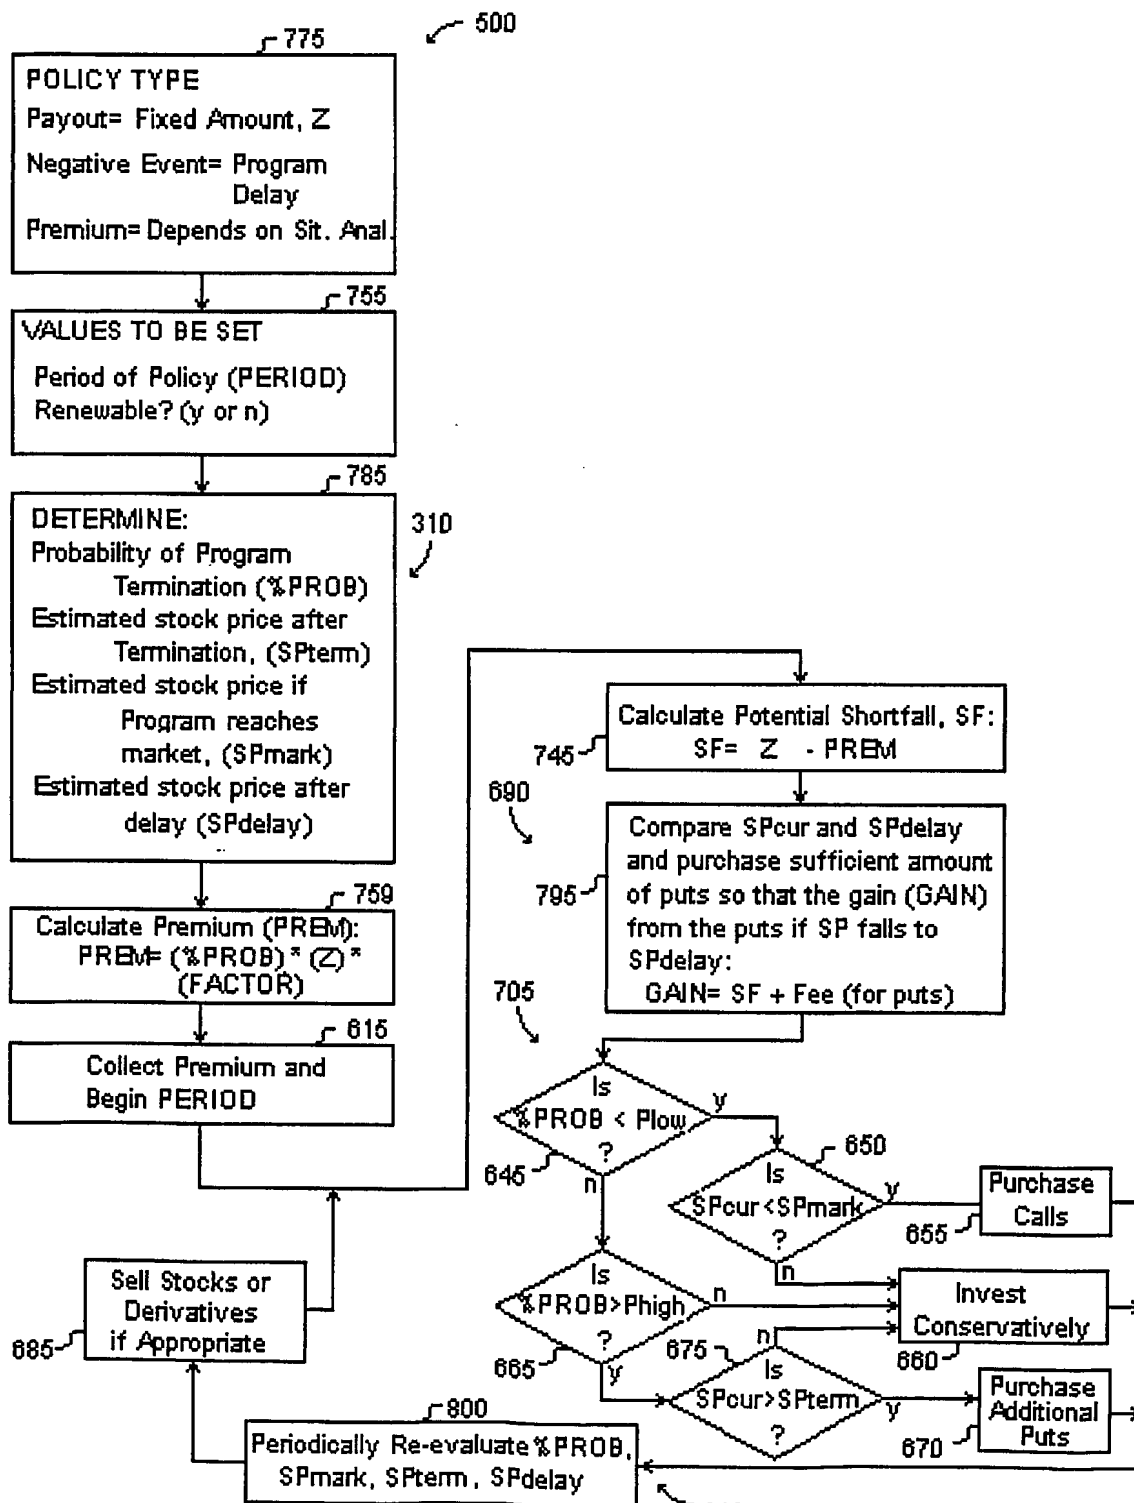 500
775
POLICY TYPE
Payout= Fixed Amount, Z
Negative Event= Program
Delay
Premium= Depends on Sit. Anal.
755
VALUES TO BE SET
Period of Policy (PERIOD)
Renewable? (y or n)
785
DETERMINE:
Probability of Program
Termination (%PROB)
Estimated stock price after
Termination, (SPterm)
Estimated stock price if
Program reaches
market, (SPmark)
Estimated stock price after
delay (SPdelay)
310
759
Calculate Premium (PREM):
PREM= (%PROB)* (Z)*
(FACTOR)
615
Collect Premium and
Begin PERIOD
Calculate Potential Shortfall, SF:
SF= Z - PREM
745
690
Compare SPcur and SPdelay
and purchase sufficient amount
of puts so that the gain (GAIN)
from the puts if SP falls to
SPdelay:
GAIN= SF + Fee (for puts)
795
705
Is
%PROB < Plow
?
y
n
645
650
Is
SPcur<SPmark
?
y
n
Purchase
Calls
655
Is
%PROB>Phigh
?
n
y
665
Invest
Conservatively
660
675
n
Is
SPcur>SPterm
?
y
Purchase
Additional
Puts
670
Sell Stocks or
Derivatives
if Appropriate
685
800
Periodically Re-evaluate %PROB,
SPmark, SPterm, SPdelay